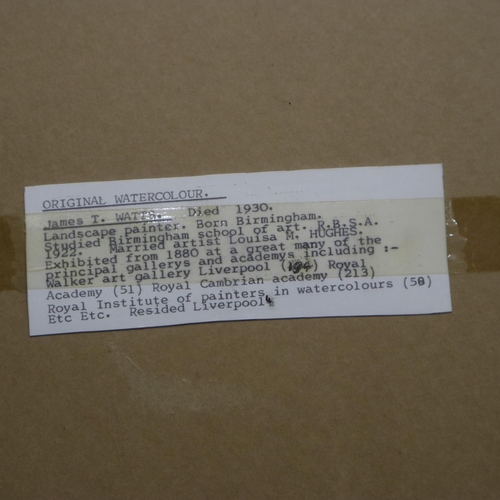 ORIGINAL WATERCOLOUR.
James T. WATTS. Died 1930.
Landscape painter. Born Birmingham.
Studied Birmingham school of art. R.B.S.A.
1922. Married artist Louisa M. HUGHES.
Exhibited from 1880 at a great many of the
principal gallerys and academys including :-
Walker art gallery Liverpool (194) Royal
Academy (51) Royal Cambrian academy (213)
Royal Institute of painters in watercolours (58)
Etc Etc. Resided Liverpool.